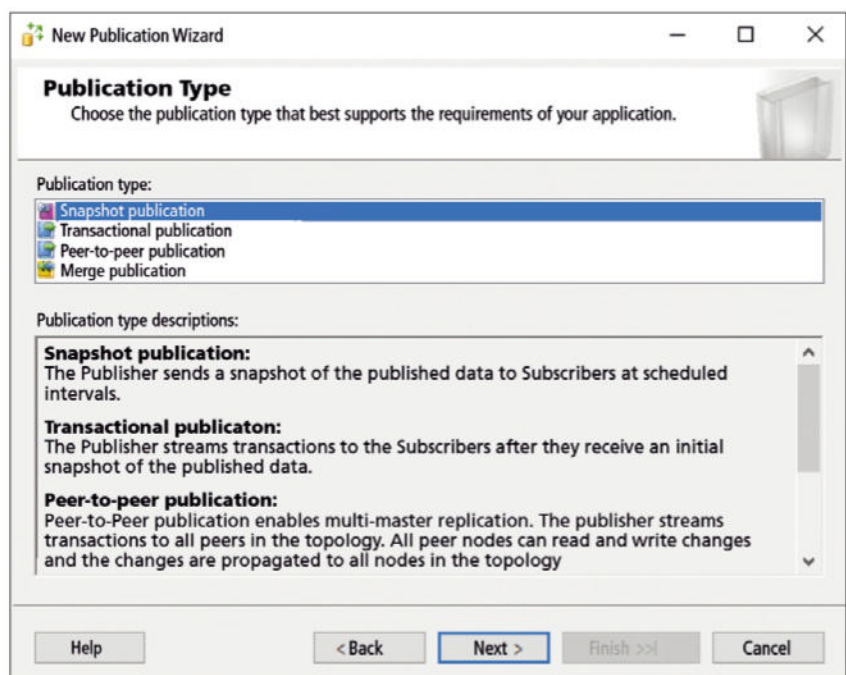 New Publication Wizard
Publication Type
Choose the publication type that best supports the requirements of your application.
Publication type:
Snapshot publication
Transactional publication
Peer-to-peer publication
Merge publication
Publication type descriptions:
Snapshot publication:
The Publisher sends a snapshot of the published data to Subscribers at scheduled
intervals.
Transactional publicaton:
The Publisher streams transactions to the Subscribers after they receive an initial
snapshot of the published data.
Peer-to-peer publication:
Peer-to-Peer publication enables multi-master replication. The publisher streams
transactions to all peers in the topology. All peer nodes can read and write changes
and the changes are propagated to all nodes in the topology
Help
< Back
Next >
Finish >>|
Cancel